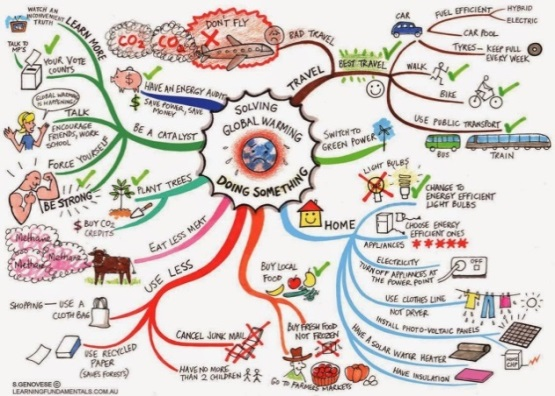 SOLVING
GLOBAL WARMING
DOING SOMETHING
TRAVEL
BAD TRAVEL
DON'T FLY
CO2
CO2
BEST TRAVEL
CAR
FUEL EFFICIENT
HYBRID
ELECTRIC
CAR POOL
TYRES - KEEP FULL
EVERY WEEK
WALK
BIKE
USE PUBLIC TRANSPORT
BUS
TRAIN
SWITCH TO
GREEN POWER
HOME
LIGHT BULBS
CHANGE TO
ENERGY EFFICIENT
LIGHT BULBS
APPLIANCES
CHOOSE ENERGY
EFFICIENT ONES
ELECTRICITY
TURN OFF APPLIANCES AT
THE POWER POINT
OFF
USE CLOTHES LINE
NOT DRYER
INSTALL PHOTO-VOLTAIC PANELS
HAVE A SOLAR WATER HEATER
HAVE INSULATION
BUY LOCAL
FOOD
BUY FRESH FOOD
NOT FROZEN
GO TO FARMERS MARKETS
USE LESS
SHOPPING - USE A
CLOTH BAG
USE RECYCLED
PAPER
(SAVES FORESTS)
CANCEL JUNK MAIL
HAVE NO MORE
THAN 2 CHILDREN
EAT LESS MEAT
Methane
Methane
Methane
PLANT TREES
$ BUY CO2
CREDITS
BE A CATALYST
LEARN MORE
WATCH AN
INCONVENIENT
TRUTH
TALK TO
MP'S
YOUR VOTE
COUNTS
TALK
GLOBAL WARMING
IS HAPPENING!
ENCOURAGE
FRIENDS, WORK
SCHOOL
FORCE YOURSELF
BE STRONG
HAVE AN ENERGY AUDIT
SAVE POWER, SAVE
MONEY
$
S.GENOVESE ©
LEARNINGFUNDAMENTALS.COM.AU